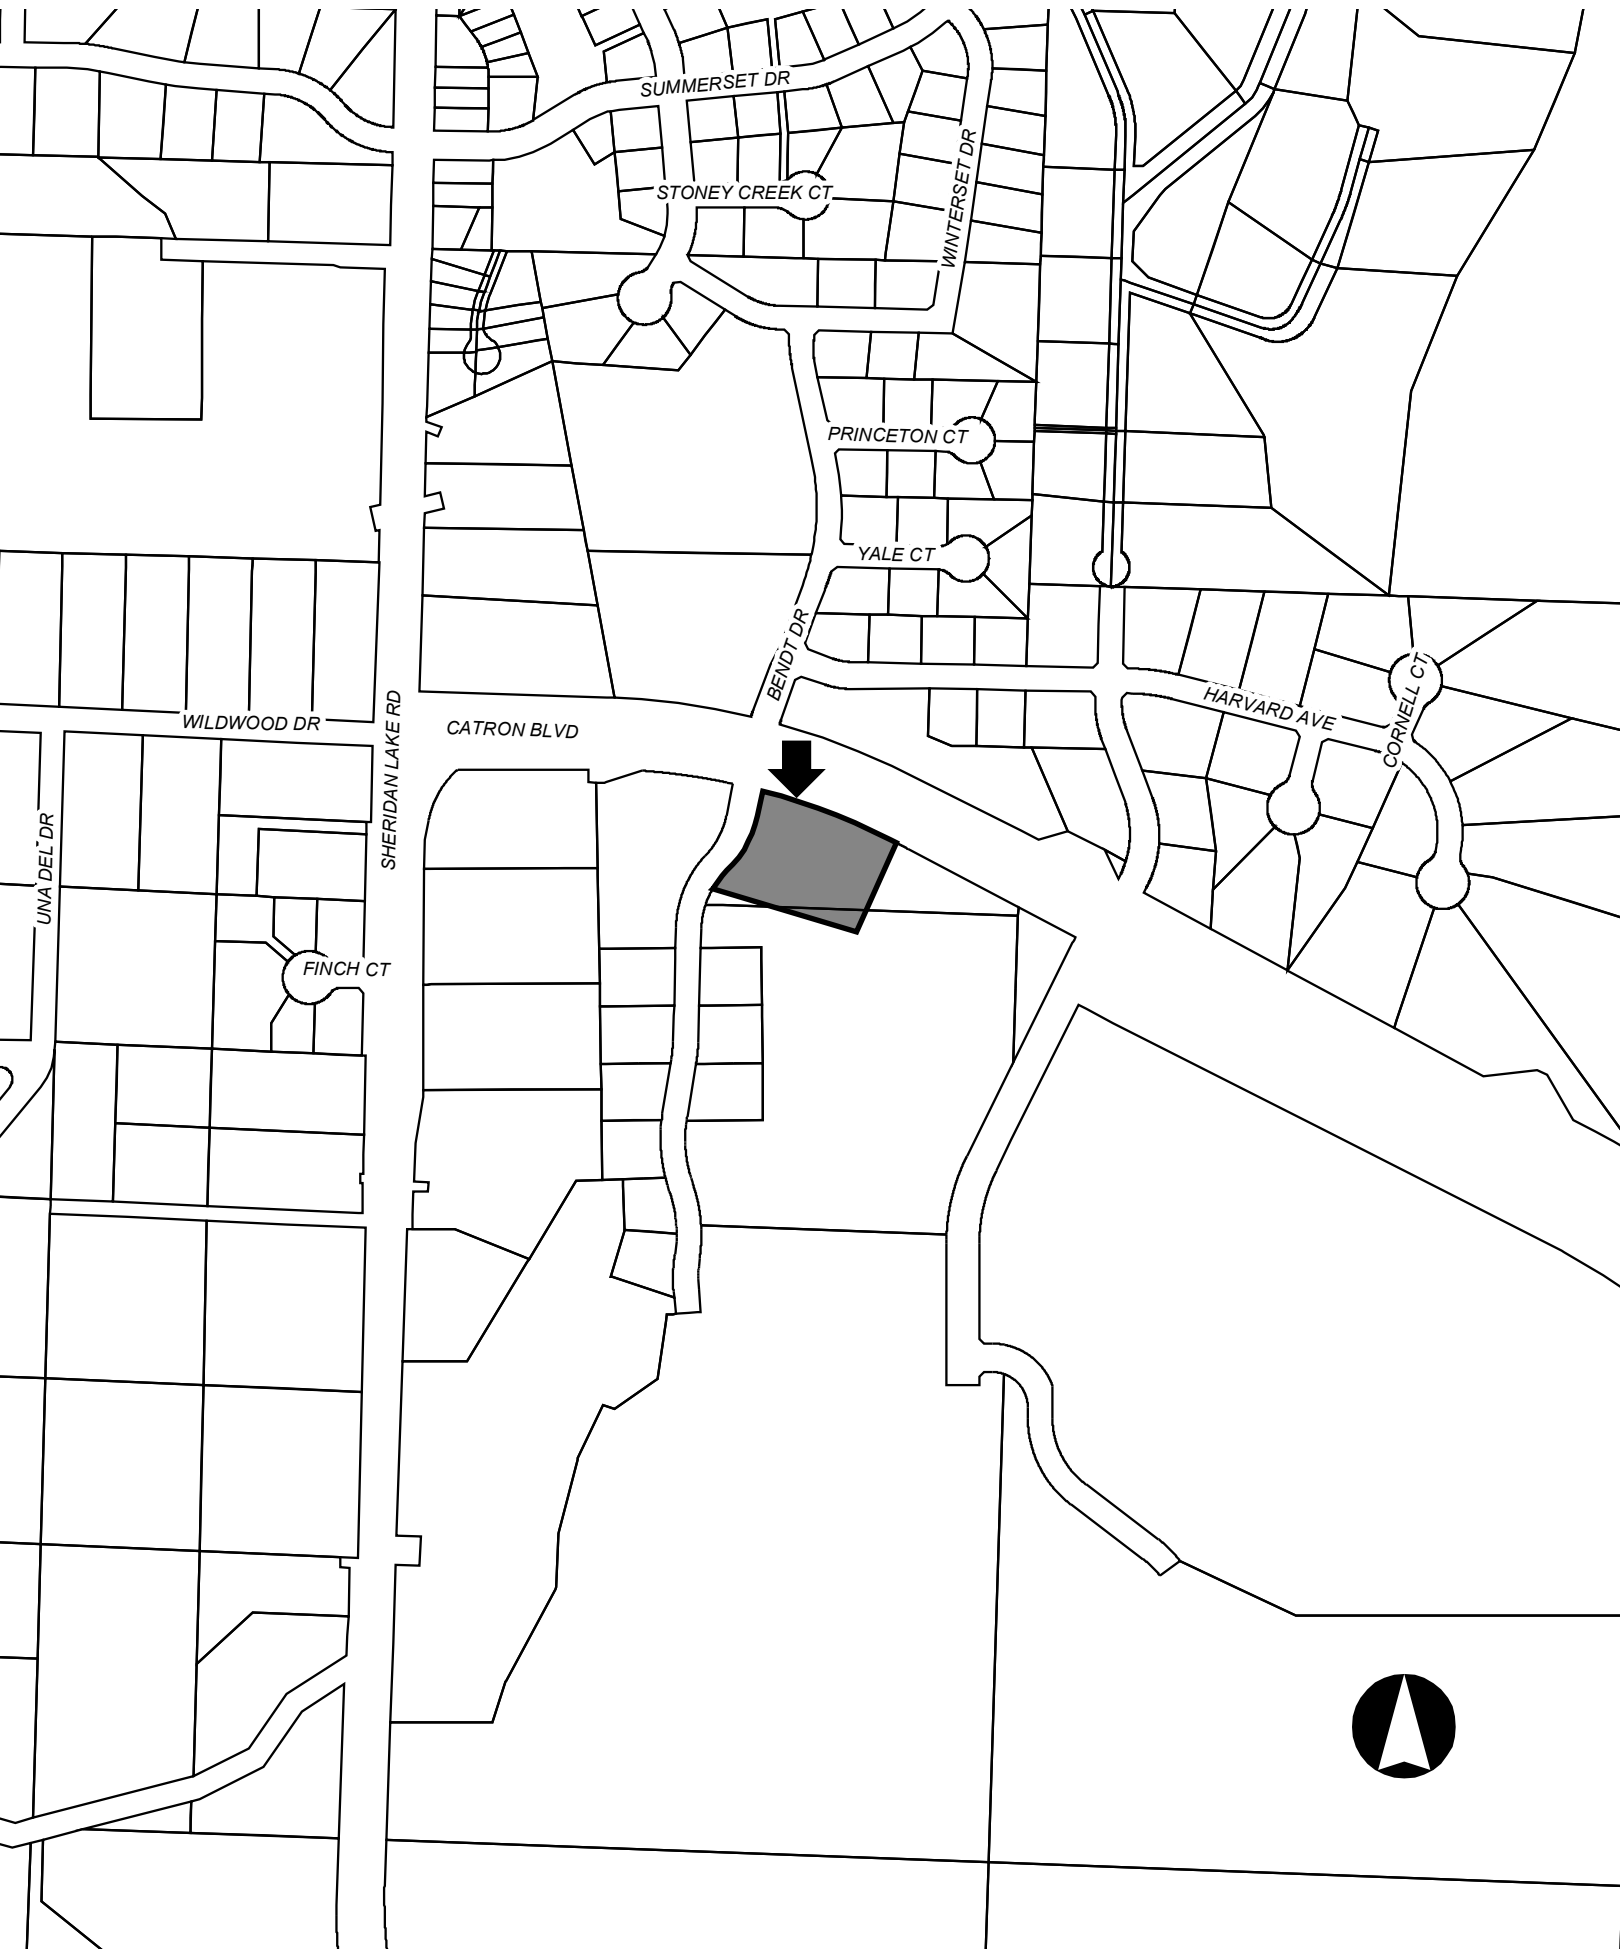 SUMMERSET DR
STONEY CREEK CT
WINTERSET DR
PRINCETON CT
YALE CT
BENDT DR
HARVARD AVE
CORNELL CT
WILDWOOD DR
SHERIDAN LAKE RD
CATRON BLVD
UNA DEL DR
FINCH CT